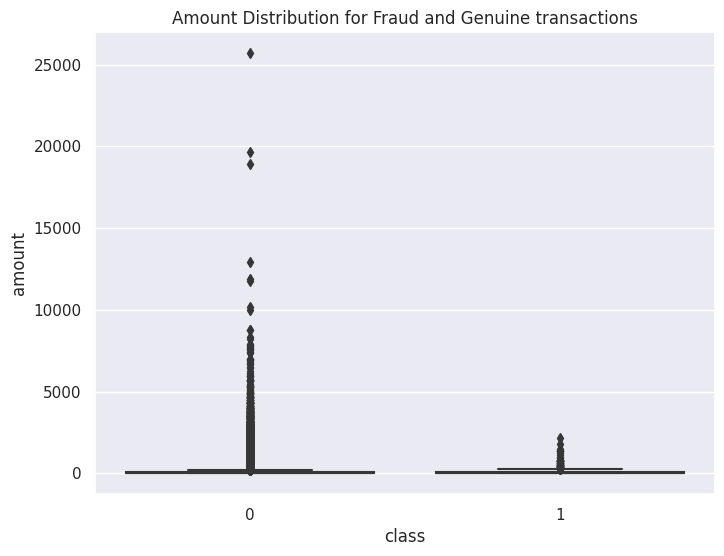 Amount Distribution for Fraud and Genuine transactions
25000
20000
15000
10000
5000
0
amount
0 1
class